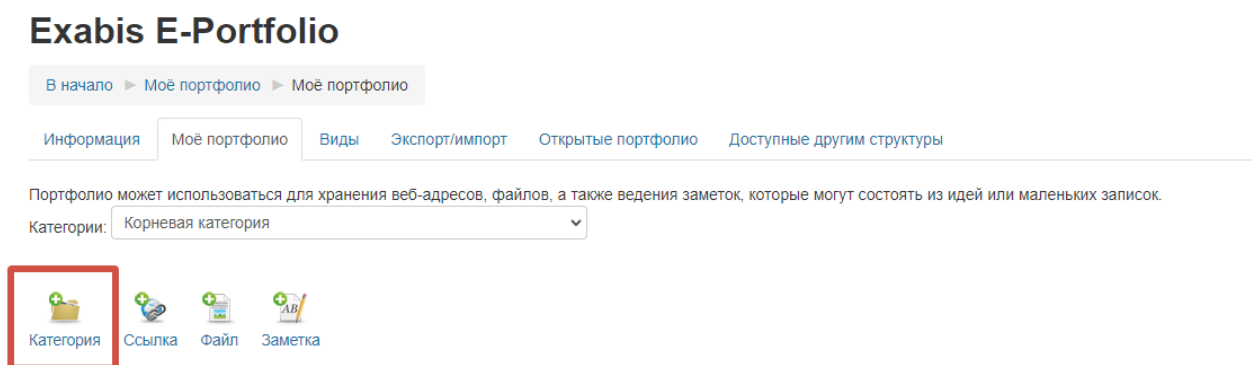 Exabis E-Portfolio
В начало ► Моё портфолио ► Моё портфолио
Информация Моё портфолио Виды Экспорт/импорт Открытые портфолио Доступные другим структуры
Портфолио может использоваться для хранения веб-адресов, файлов, а также ведения заметок, которые могут состоять из идей или маленьких записок.
Категории: Корневая категория
AB
Категория Ссылка Файл Заметка